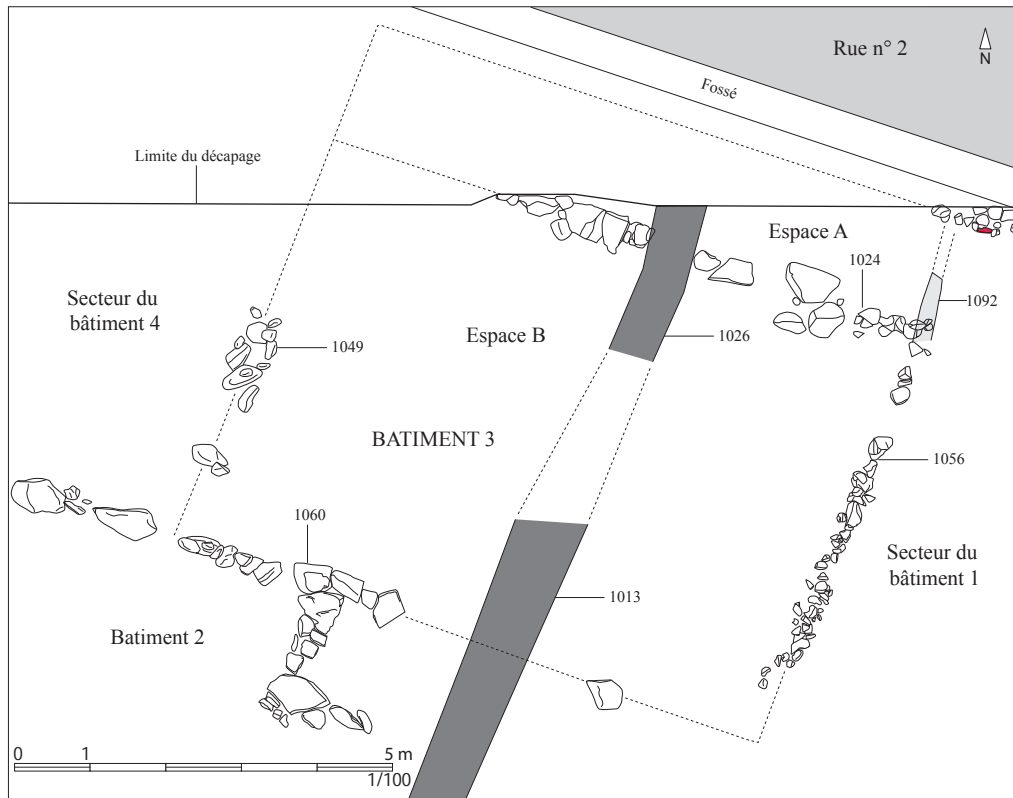 Rue n° 2
N
Fossé
Limite du décapage
Espace A
1024
1092
Secteur du
bâtiment 4
Espace B
1026
1049
BATIMENT 3
1056
1060
Secteur du
bâtiment 1
1013
Batiment 2
0 1 5 m
1/100